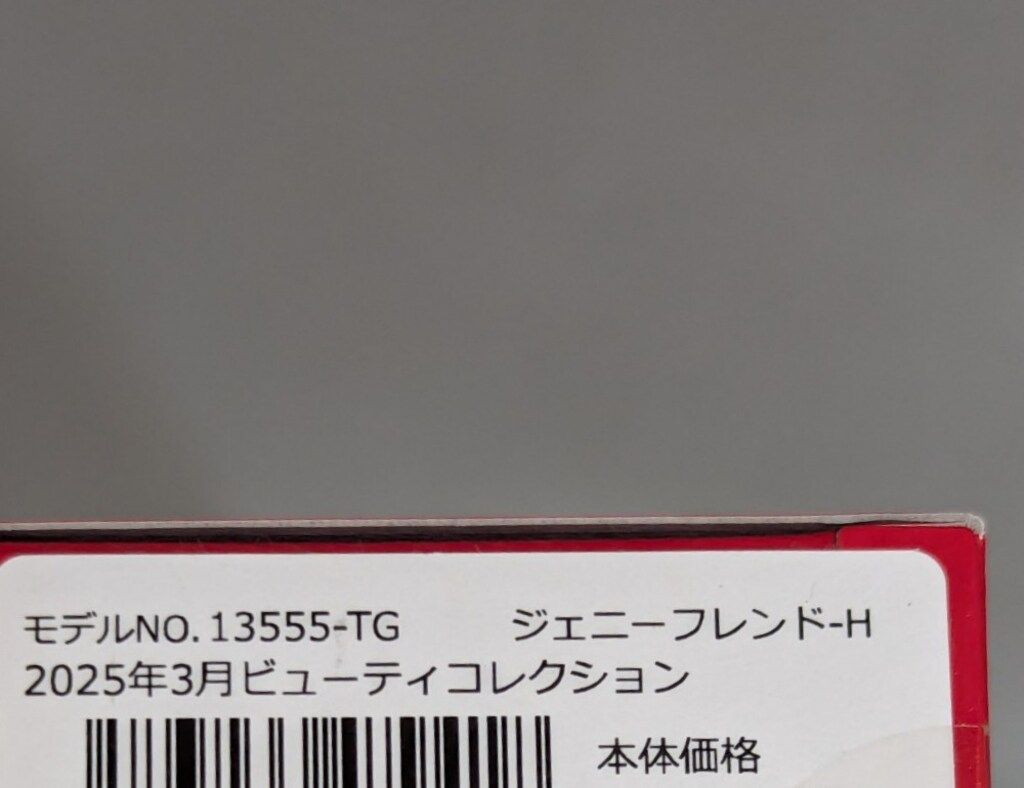 モデルNO. 13555-TG ジェニーフレンド-H
2025年3月ビューティコレクション
本体価格